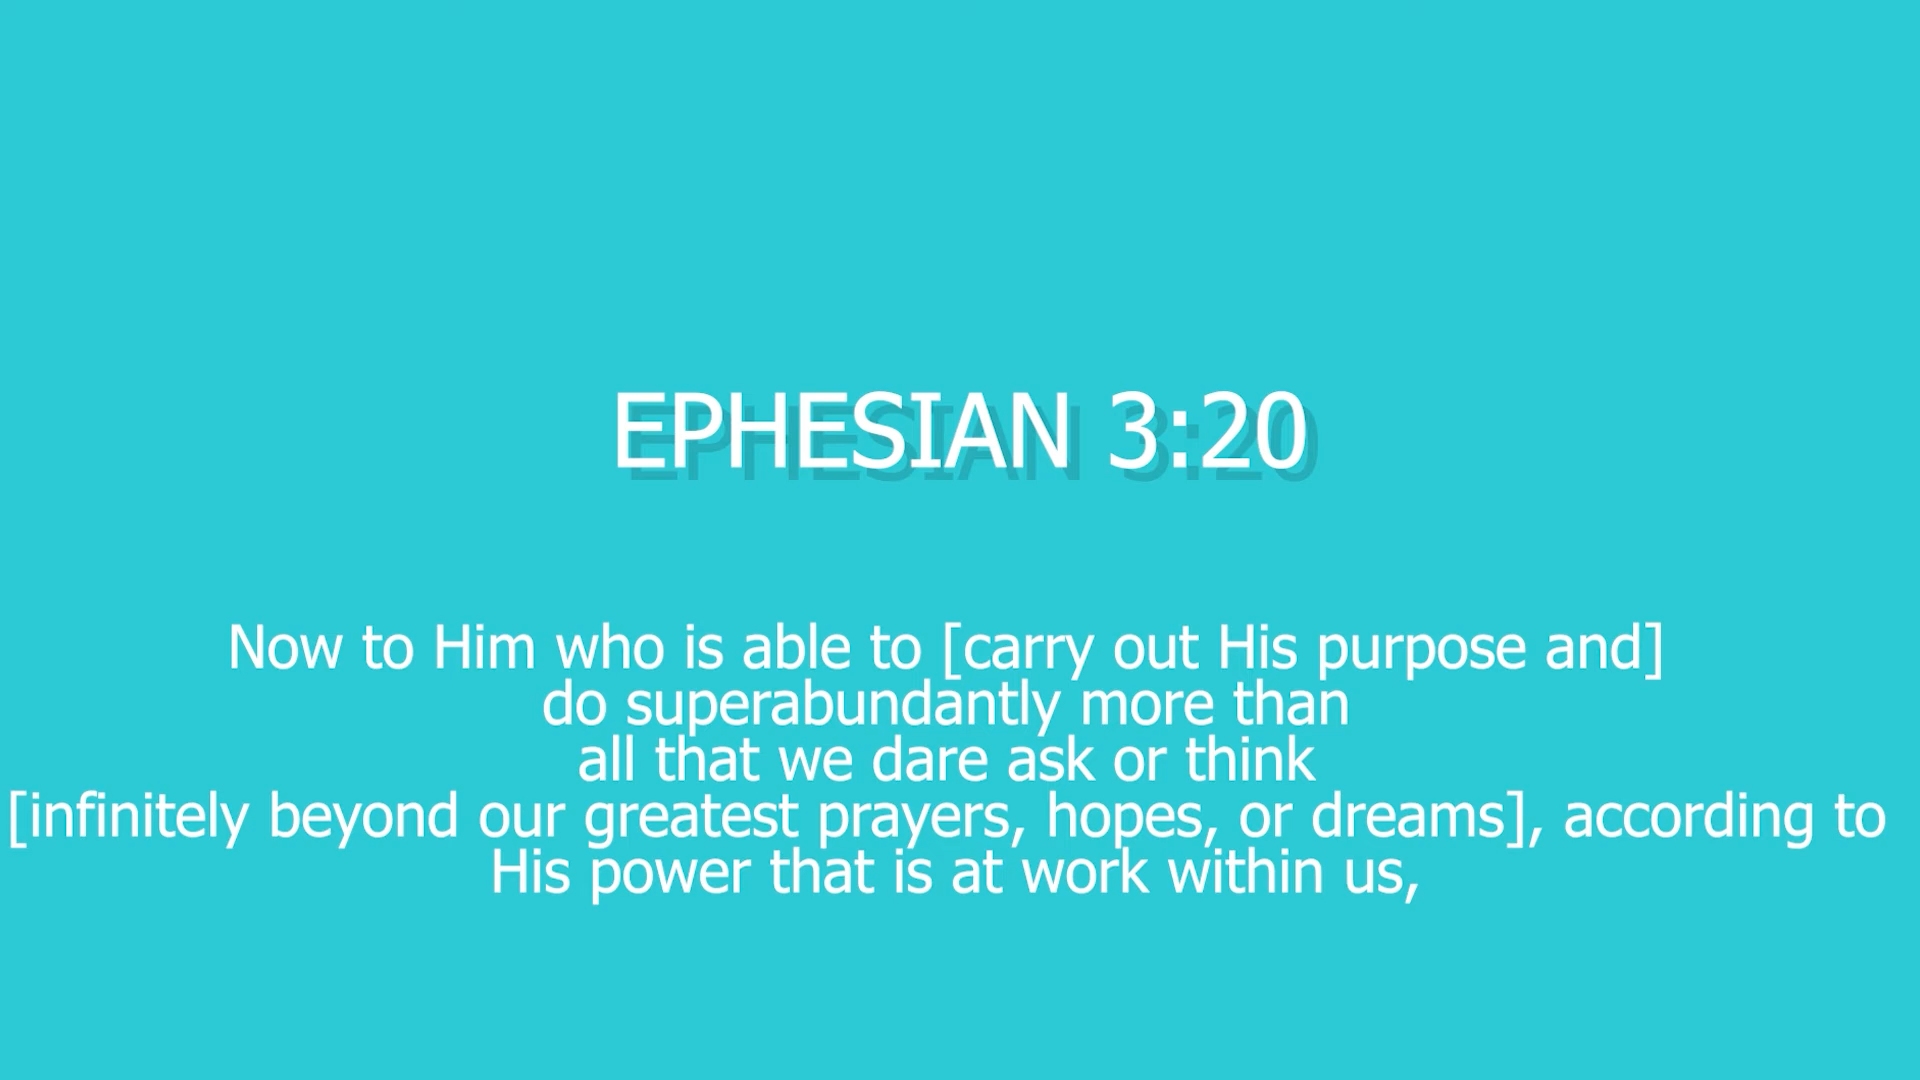 EPHESIAN 3:20
Now to Him who is able to [carry out His purpose and]
do superabundantly more than
all that we dare ask or think
[infinitely beyond our greatest prayers, hopes, or dreams], according to
His power that is at work within us,